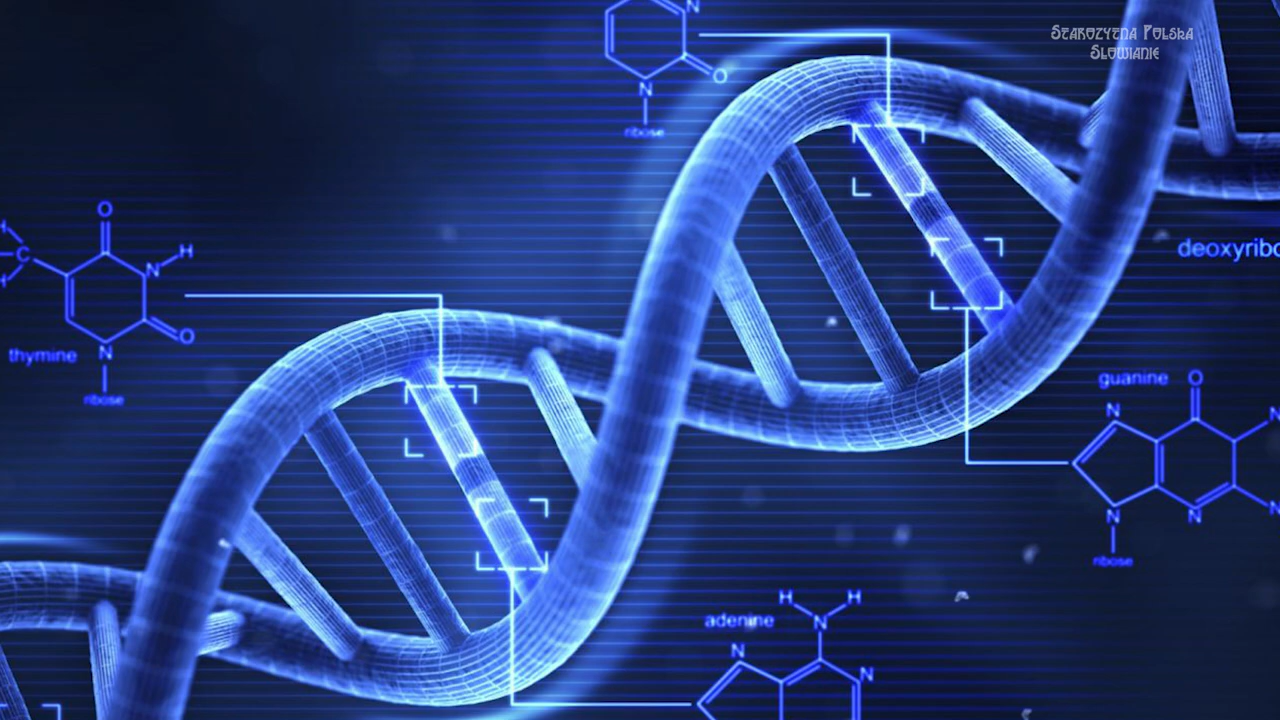 Starożytna Polska
Słowianie
N
O
N
ribose
O
H
C
N
H
H
O
thymine
N
ribose
deoxyribo
guanine
O
N
N
N
N
N
ribose
adenine
H
H
N
N
N